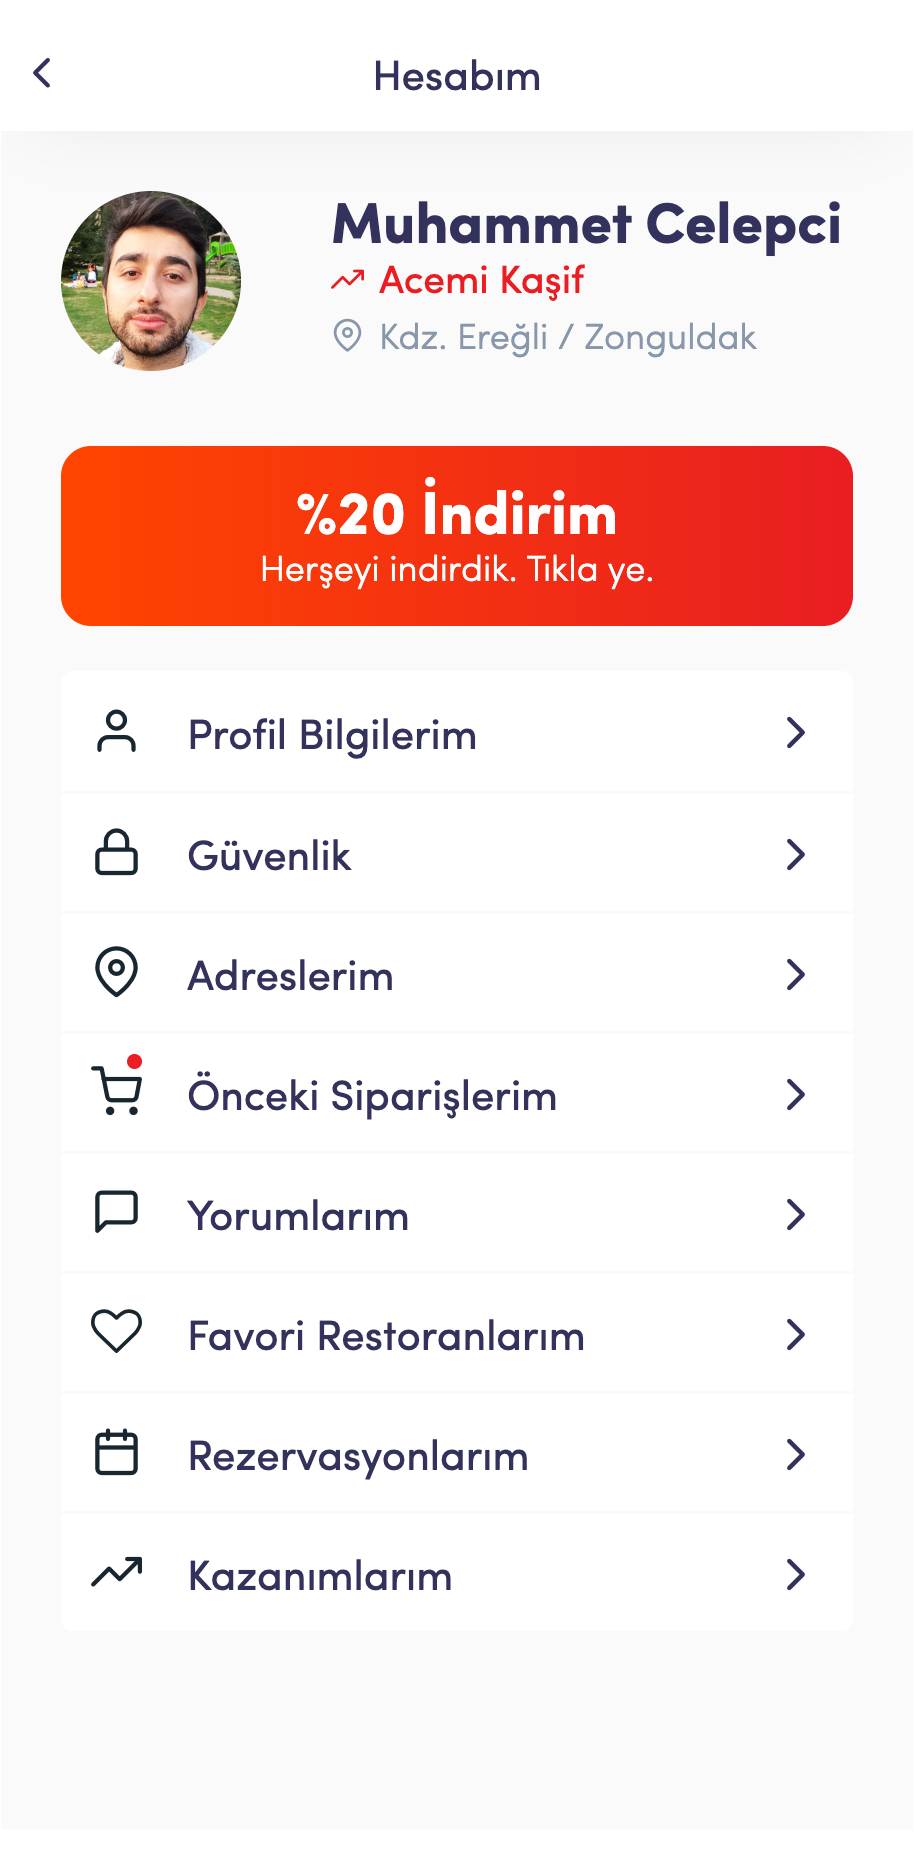 Hesabım
Muhammet Celepci
Acemi Kaşif
Kdz. Ereğli / Zonguldak
%20 İndirim
Herşeyi indirdik. Tıkla ye.
Profil Bilgilerim
Güvenlik
Adreslerim
Önceki Siparişlerim
Yorumlarım
Favori Restoranlarım
Rezervasyonlarım
Kazanımlarım